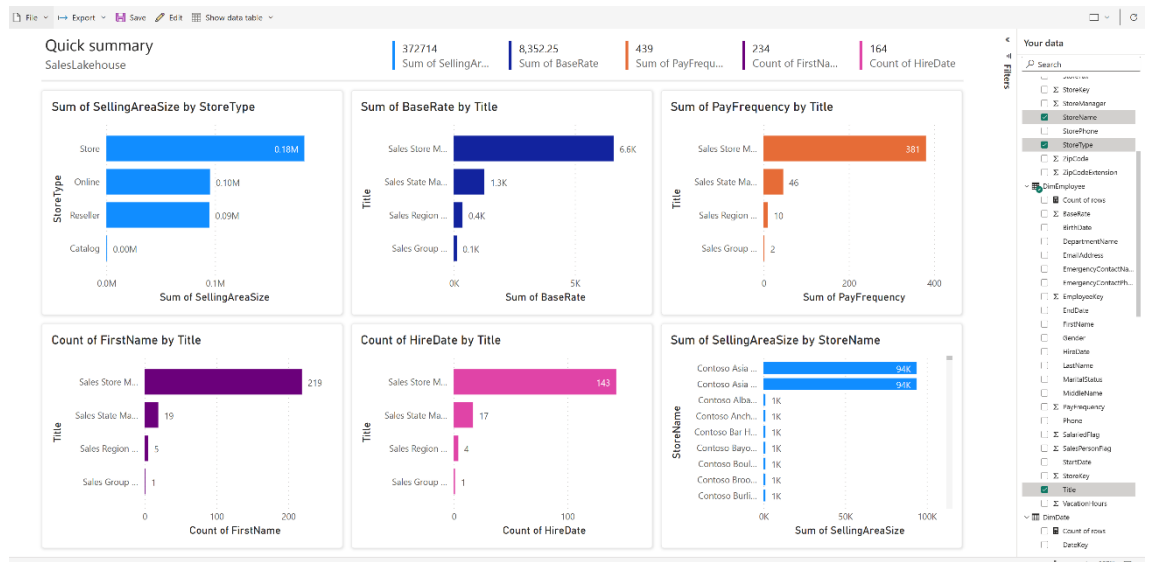 File Export Save Edit Show data table
Quick summary
SalesLakehouse
372714
Sum of SellingAr...
8,352.25
Sum of BaseRate
439
Sum of PayFrequ...
234
Count of FirstNa...
164
Count of HireDate
Sum of SellingAreaSize by StoreType
StoreType
Store 0.18M
Online 0.10M
Reseller 0.09M
Catalog 0.00M
0.0M 0.1M
Sum of SellingAreaSize
Sum of BaseRate by Title
Title
Sales Store M... 6.6K
Sales State Ma... 1.3K
Sales Region ... 0.4K
Sales Group ... 0.1K
0K 5K
Sum of BaseRate
Sum of PayFrequency by Title
Title
Sales Store M... 381
Sales State Ma... 46
Sales Region ... 10
Sales Group ... 2
0 200 400
Sum of PayFrequency
Count of FirstName by Title
Title
Sales Store M... 219
Sales State Ma... 19
Sales Region ... 5
Sales Group ... 1
0 100 200
Count of FirstName
Count of HireDate by Title
Title
Sales Store M... 143
Sales State Ma... 17
Sales Region ... 4
Sales Group ... 1
0 100
Count of HireDate
Sum of SellingAreaSize by StoreName
StoreName
Contoso Asia ... 94K
Contoso Asia ... 94K
Contoso Alba... 1K
Contoso Anch... 1K
Contoso Bar H... 1K
Contoso Bayo... 1K
Contoso Boul... 1K
Contoso Broo... 1K
Contoso Burli... 1K
0K 50K 100K
Sum of SellingAreaSize
Filters
Your data
Search
StoreKey
StoreManager
StoreName
StorePhone
StoreType
ZipCode
ZipCodeExtension
DimEmployee
Count of rows
BaseRate
BirthDate
DepartmentName
EmailAddress
EmergencyContactNa...
EmergencyContactPh...
EmployeeKey
EndDate
FirstName
Gender
HireDate
LastName
MaritalStatus
MiddleName
PayFrequency
Phone
SalariedFlag
SalesPersonFlag
StartDate
StoreKey
Title
VacationHours
DimDate
Count of rows
DateKey